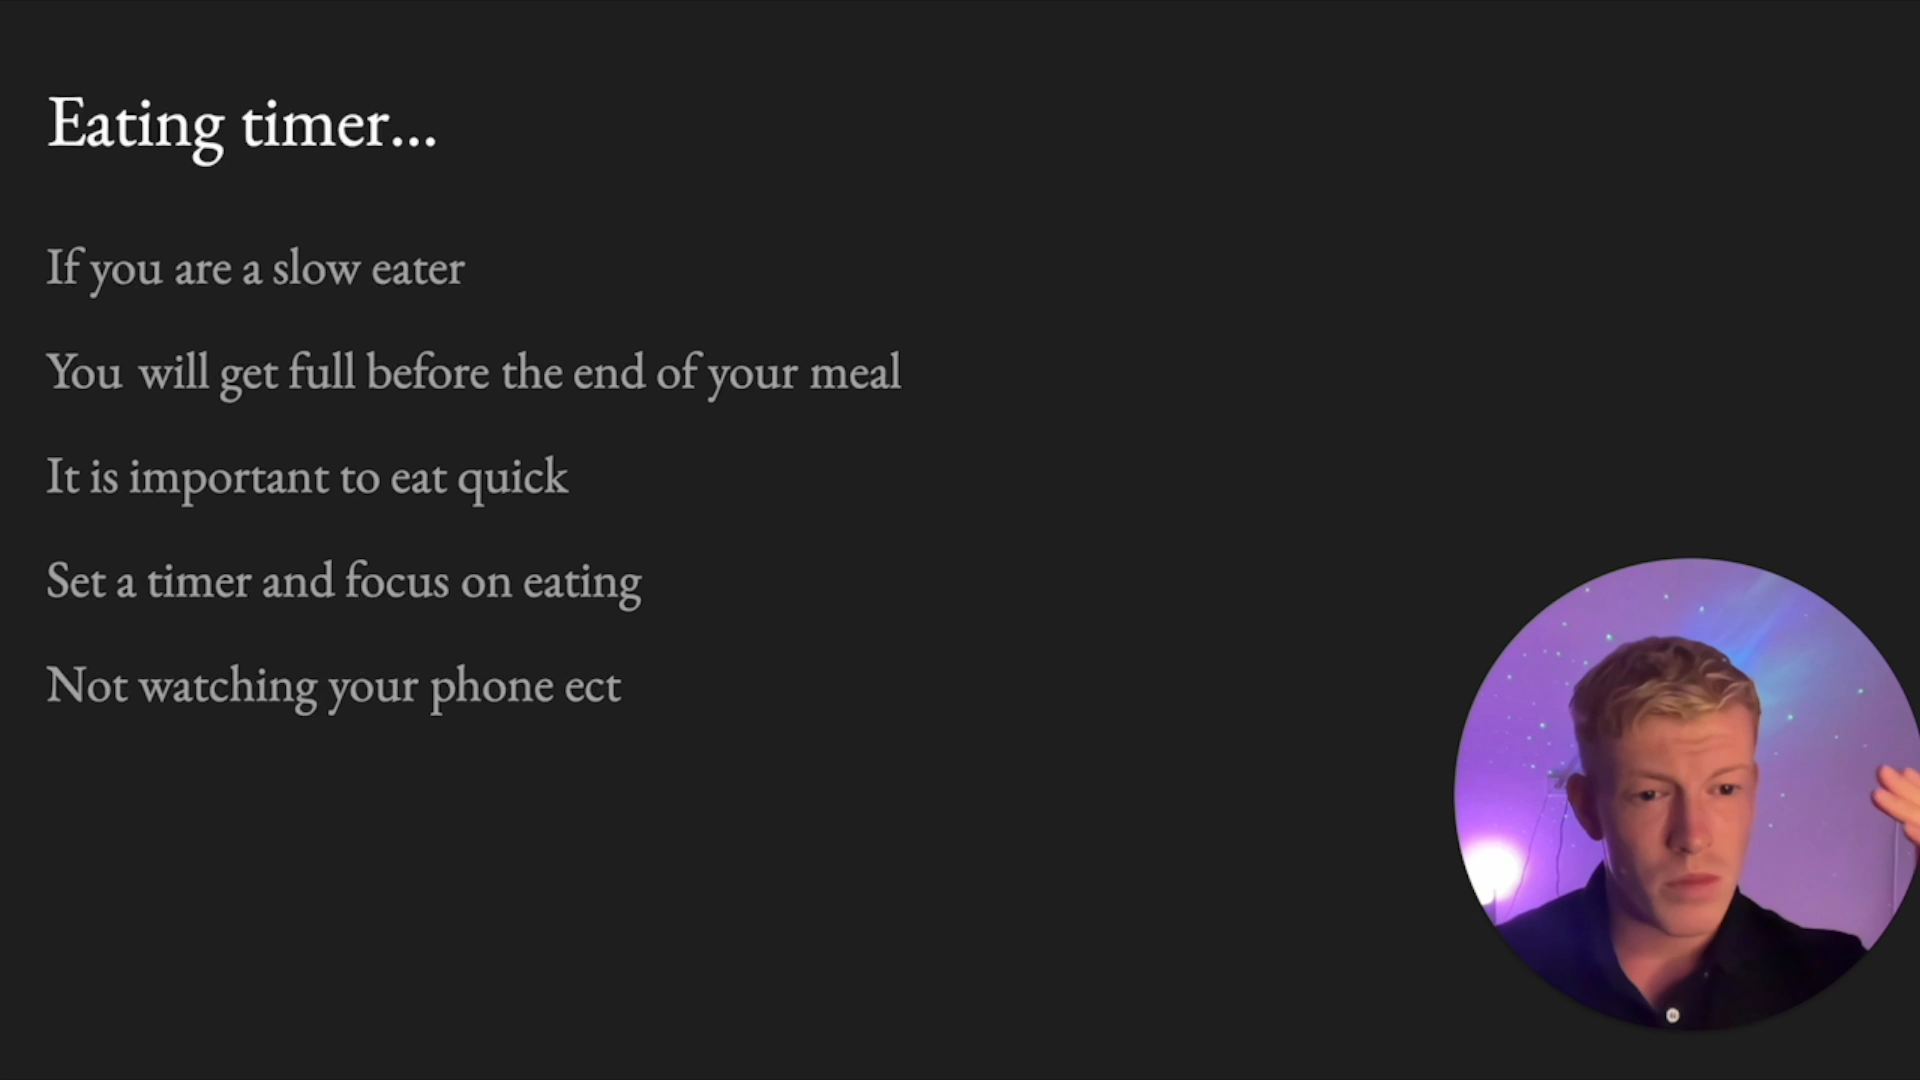 Eating timer...
If you are a slow eater
You will get full before the end of your meal
It is important to eat quick
Set a timer and focus on eating
Not watching your phone ect